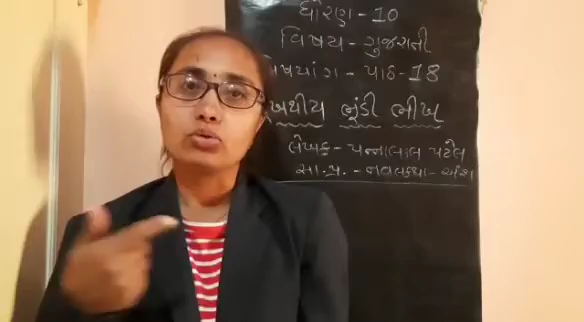 ધોરણ - 10
વિષય - ગુજરાતી
વિષયાંગ - પાઠ - 18
ભૂંડી ભીખ
લેખક - પન્નાલાલ પટેલ
સા.પ્ર. - નવલકથા - અંશ